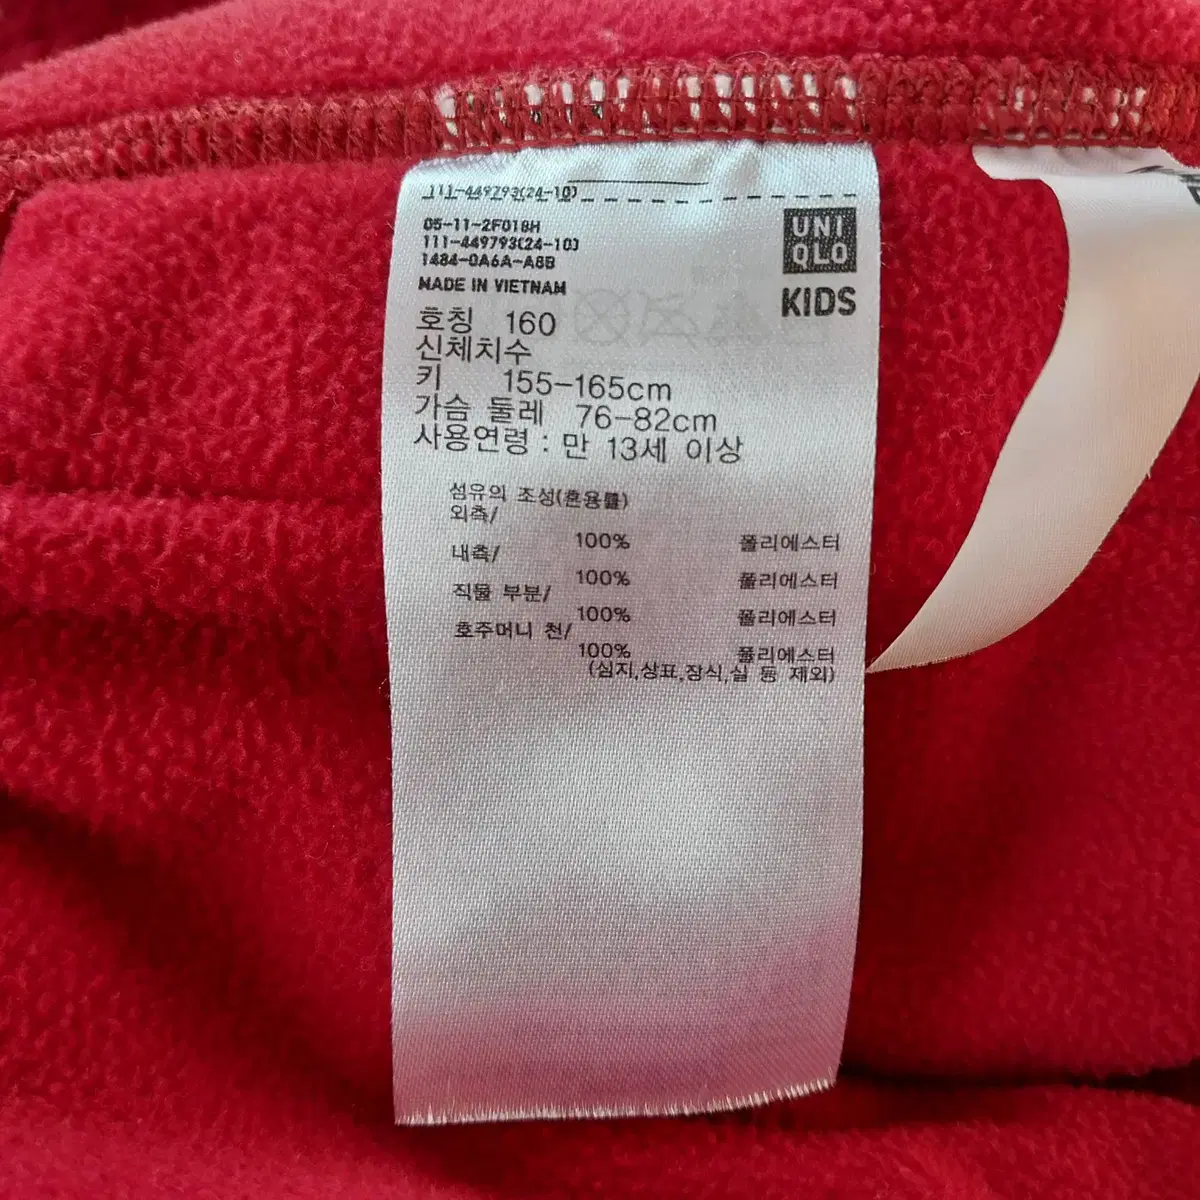 111-449793(24-10)
05-11-2F018H
111-449793(24-10)
1484-0A6A-A8B
MADE IN VIETNAM
UNI
QLO
KIDS
호칭 160
신체치수
키 155-165cm
가슴 둘레 76-82cm
사용연령 : 만 13세 이상
섬유의 조성(혼용률)
외측/
100% 폴리에스터
내측/
100% 폴리에스터
직물 부분/
100% 폴리에스터
호주머니 천/
100% 폴리에스터
(심지,상표,장식,실 등 제외)